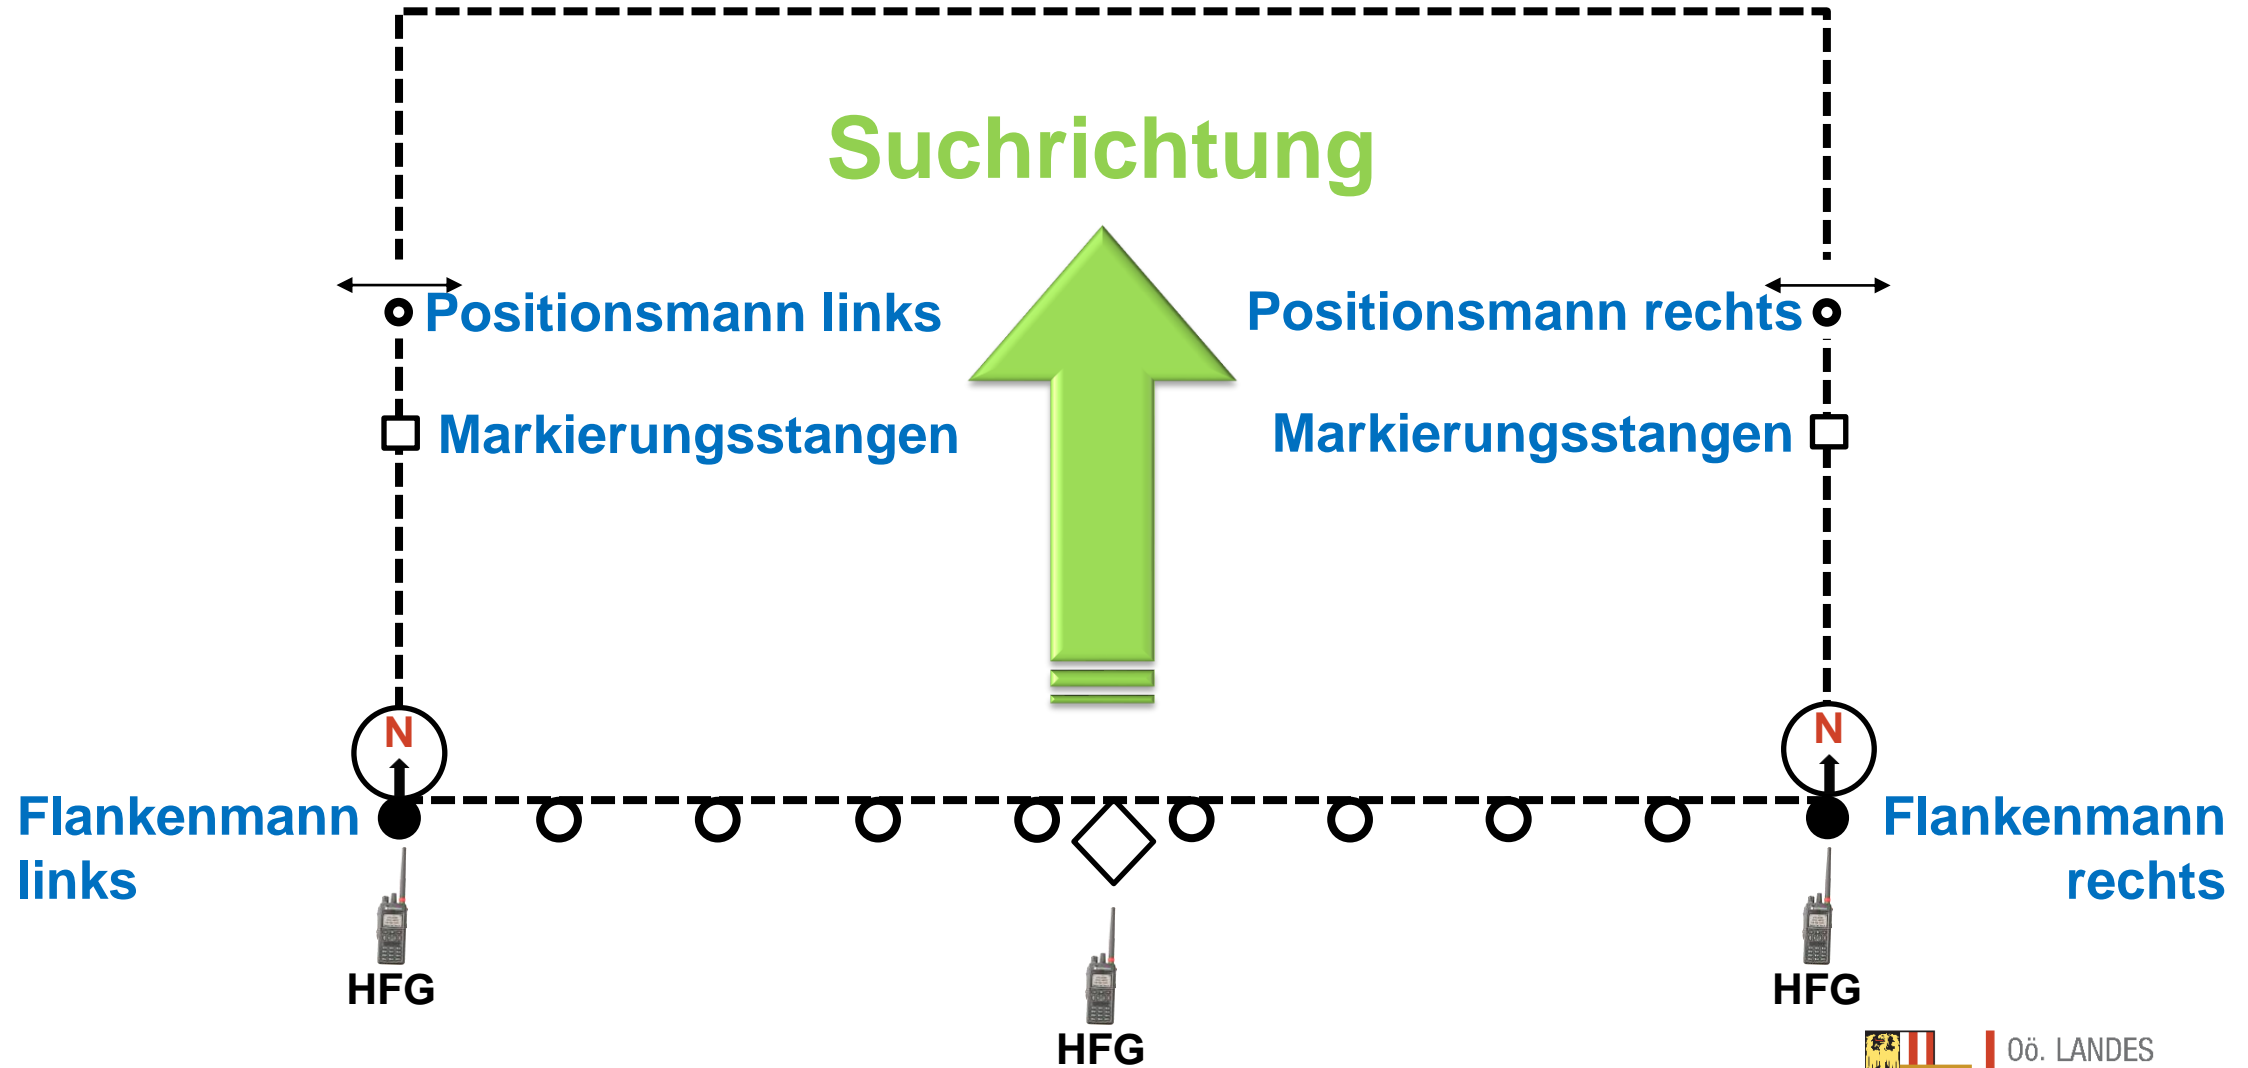 Suchrichtung
Positionsmann links
Positionsmann rechts
Markierungsstangen
Markierungsstangen
N
N
Flankenmann
links
Flankenmann
rechts
HFG
HFG
HFG
Oö. LANDES